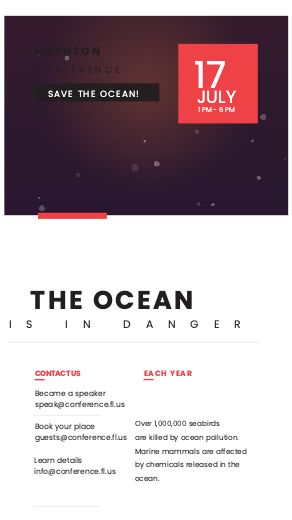 BOYNTON
CONFERENCE
SAVE THE OCEAN!
17
JULY
1 PM - 6 PM
THE OCEAN
IS IN DANGER
CONTACT US
Become a speaker
speak@conference.fl.us
Book your place
guests@conference.fl.us
Learn details
info@conference.fl.us
EACH YEAR
Over 1,000,000 seabirds
are killed by ocean pollution.
Marine mammals are affected
by chemicals released in the
ocean.